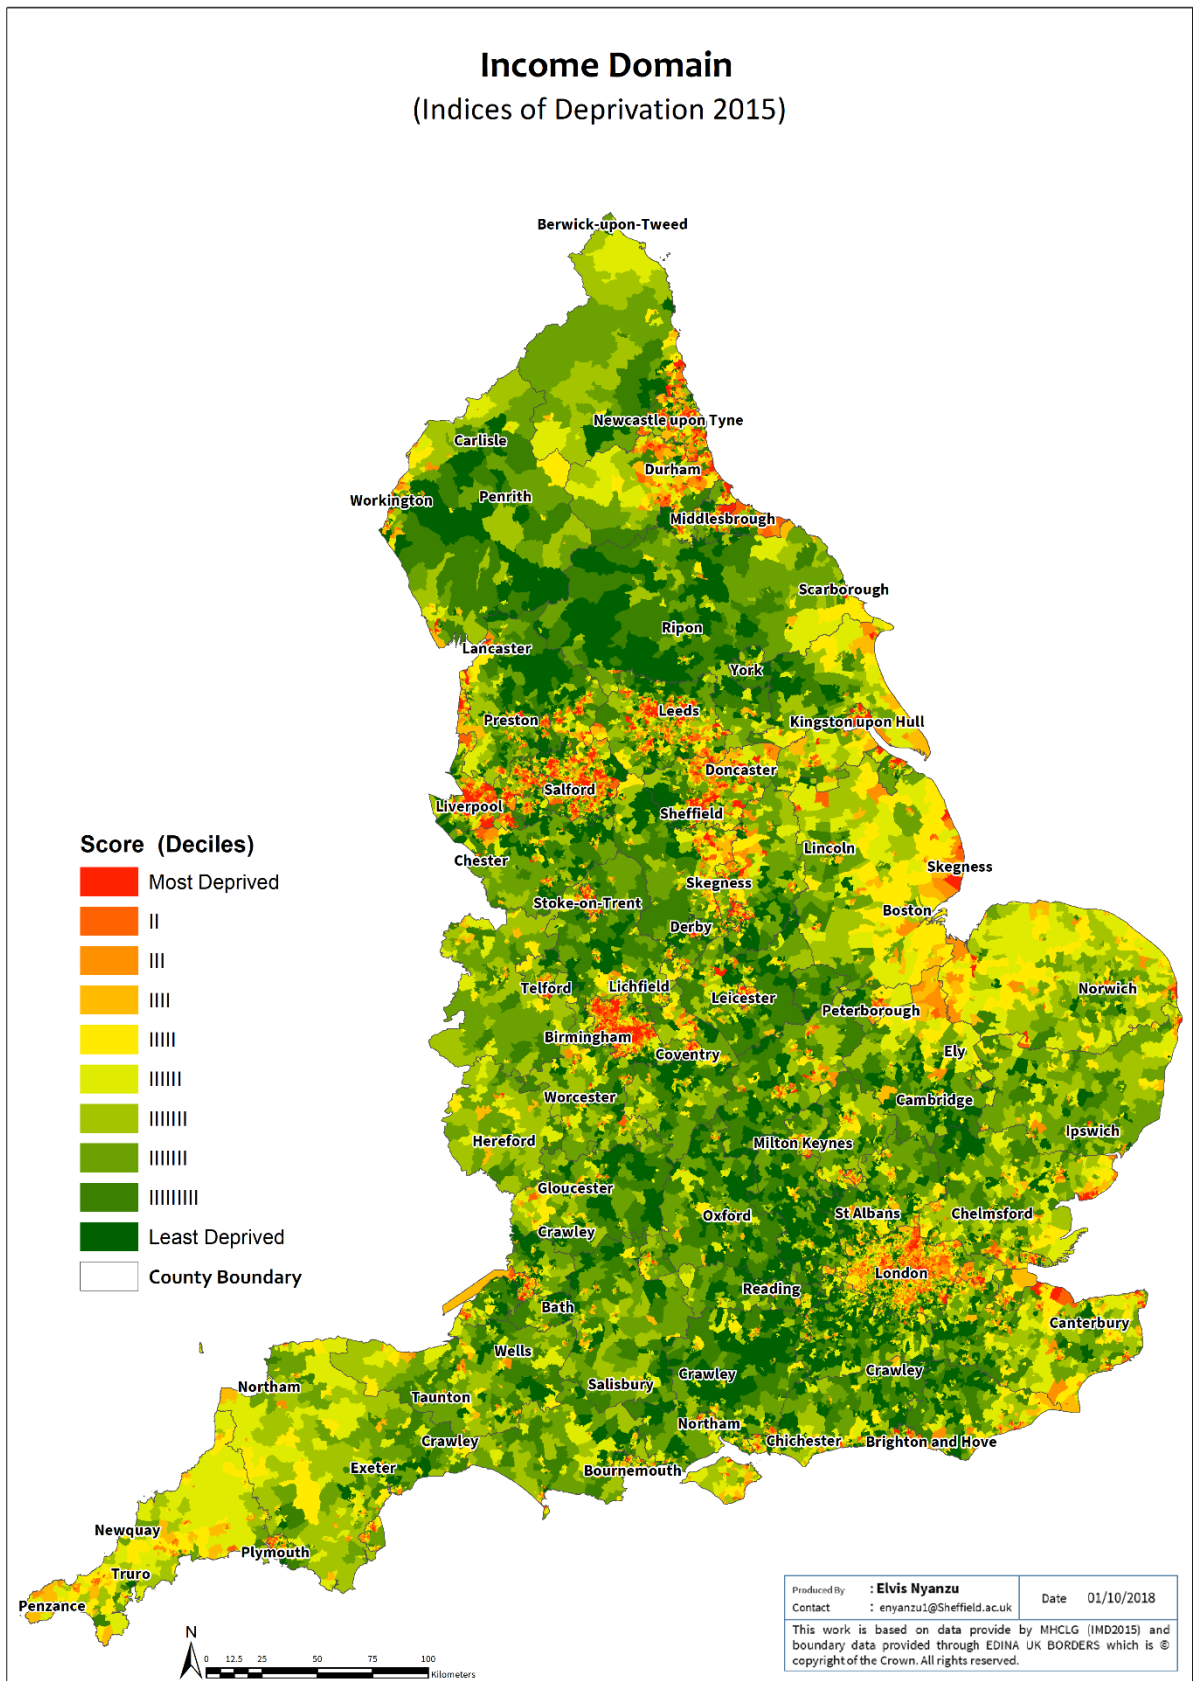 Income Domain
(Indices of Deprivation 2015)
Berwick-upon-Tweed
Newcastle upon Tyne
Carlisle
Durham
Workington
Penrith
Middlesbrough
Scarborough
Ripon
Lancaster
York
Leeds
Preston
Kingston upon Hull
Doncaster
Salford
Liverpool
Sheffield
Score (Deciles)
Lincoln
Chester
Skegness
Most Deprived
Skegness
II
Stoke-on-Trent
Boston
Derby
III
Telford
Lichfield
Leicester
Norwich
IIII
Peterborough
Birmingham
IIIII
Coventry
Ely
IIIIII
Worcester
Cambridge
IIIIIII
Ipswich
Hereford
Milton Keynes
IIIIIII
Gloucester
IIIIIIIII
Oxford
St Albans
Chelmsford
Crawley
Least Deprived
London
County Boundary
Reading
Bath
Canterbury
Wells
Crawley
Crawley
Northam
Salisbury
Taunton
Northam
Crawley
Chichester
Brighton and Hove
Exeter
Bournemouth
Newquay
Plymouth
Truro
Penzance
Produced By : Elvis Nyanzu
Contact : enyanzu1@Sheffield.ac.uk
Date 01/10/2018
This work is based on data provide by MHCLG (IMD2015) and
boundary data provided through EDINA UK BORDERS which is ©
copyright of the Crown. All rights reserved.
N
0 12.5 25 50 75 100
Kilometers